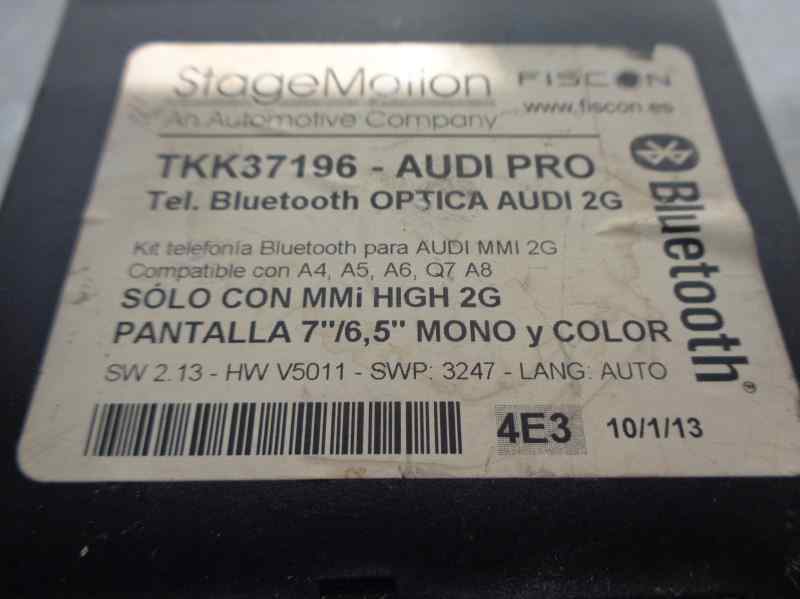 StageMotion FISCON
An Automotive Company www.fiscon.es
TKK37196 - AUDI PRO
Tel. Bluetooth OPTICA AUDI 2G
Kit telefonía Bluetooth para AUDI MMI 2G
Compatible con A4, A5, A6, Q7 A8
SÓLO CON MMi HIGH 2G
PANTALLA 7"/6,5" MONO y COLOR
SW 2.13 - HW V5011 - SWP: 3247 - LANG: AUTO
4E3 10/1/13
Bluetooth®